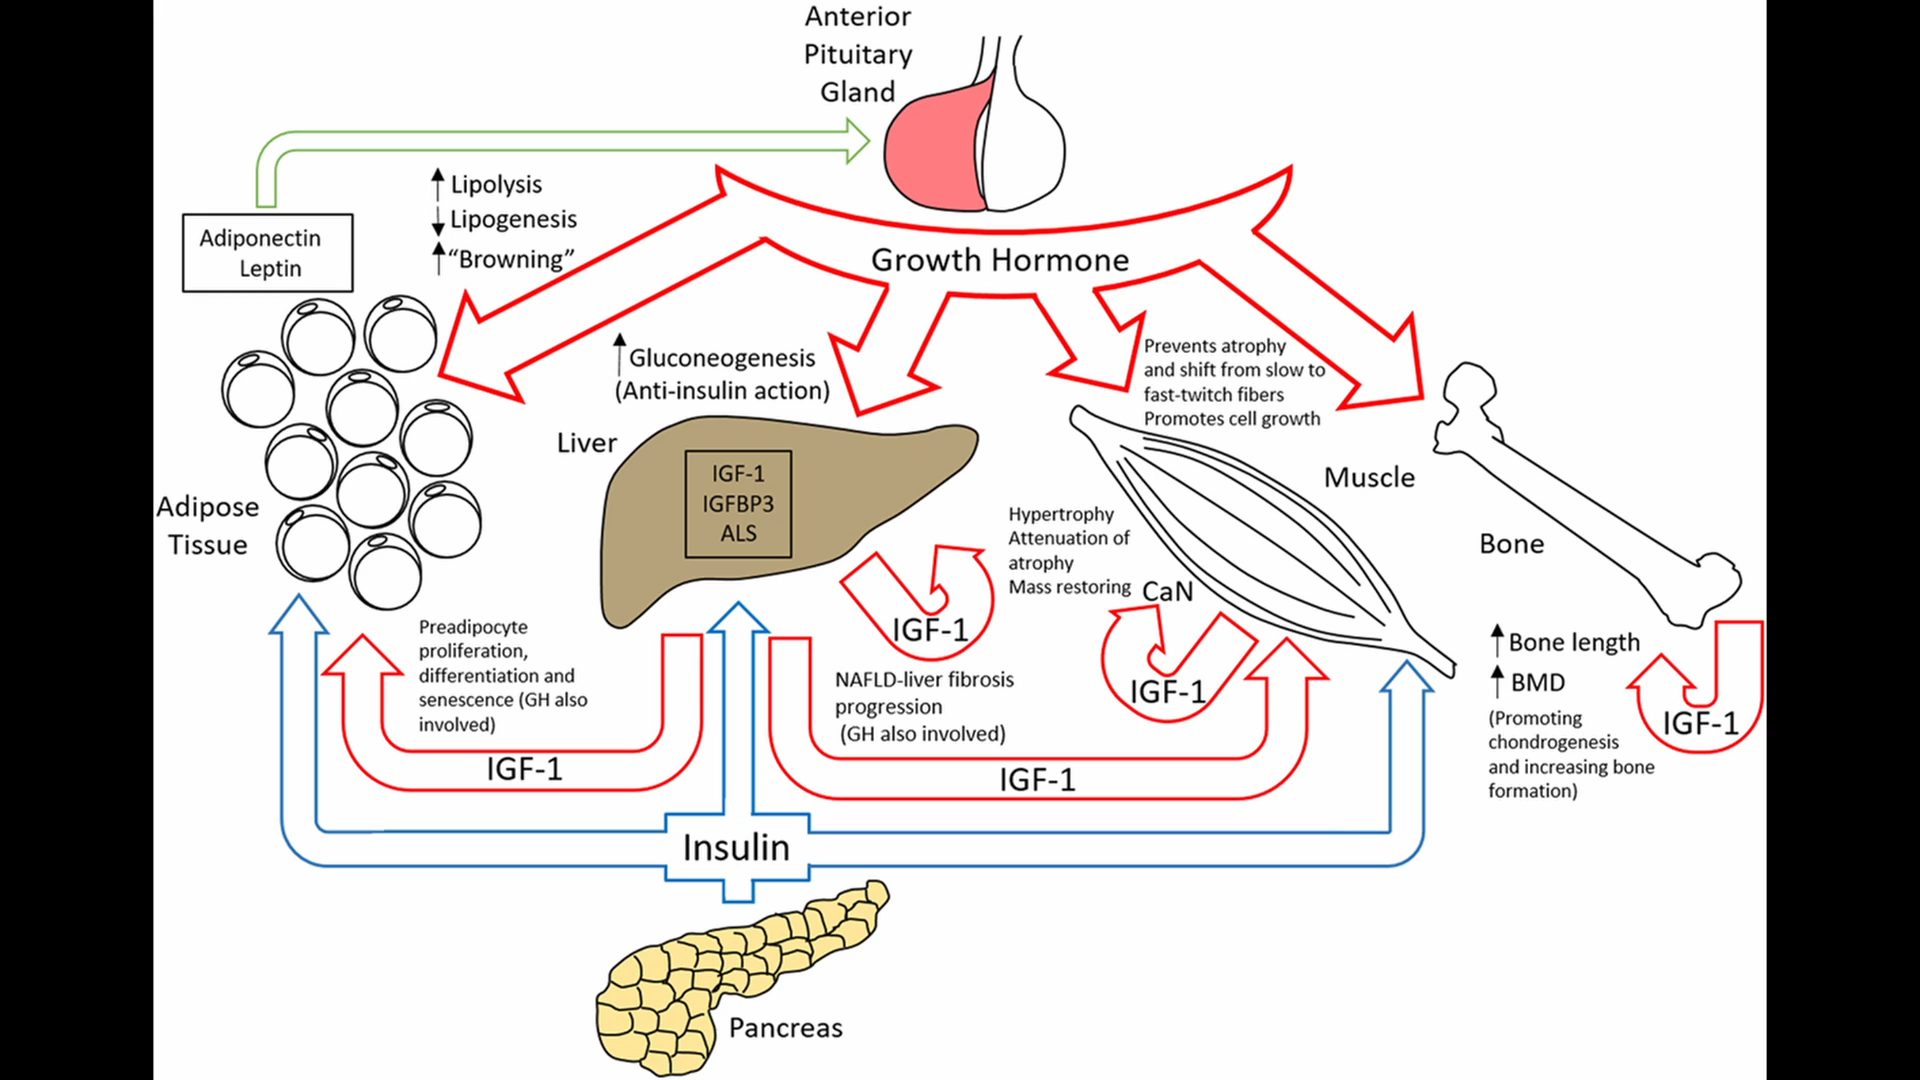 Anterior
Pituitary
Gland
↑ Lipolysis
↓ Lipogenesis
↑ “Browning”
Adiponectin
Leptin
Growth Hormone
↑ Gluconeogenesis
(Anti-insulin action)
Prevents atrophy
and shift from slow to
fast-twitch fibers
Promotes cell growth
Liver
IGF-1
IGFBP3
ALS
Muscle
Adipose
Tissue
Hypertrophy
Attenuation of
atrophy
Mass restoring
CaN
Bone
IGF-1
IGF-1
Preadipocyte
proliferation,
differentiation and
senescence (GH also
involved)
NAFLD-liver fibrosis
progression
(GH also involved)
↑ Bone length
↑ BMD
(Promoting
chondrogenesis
and increasing bone
formation)
IGF-1
IGF-1
IGF-1
Insulin
Pancreas